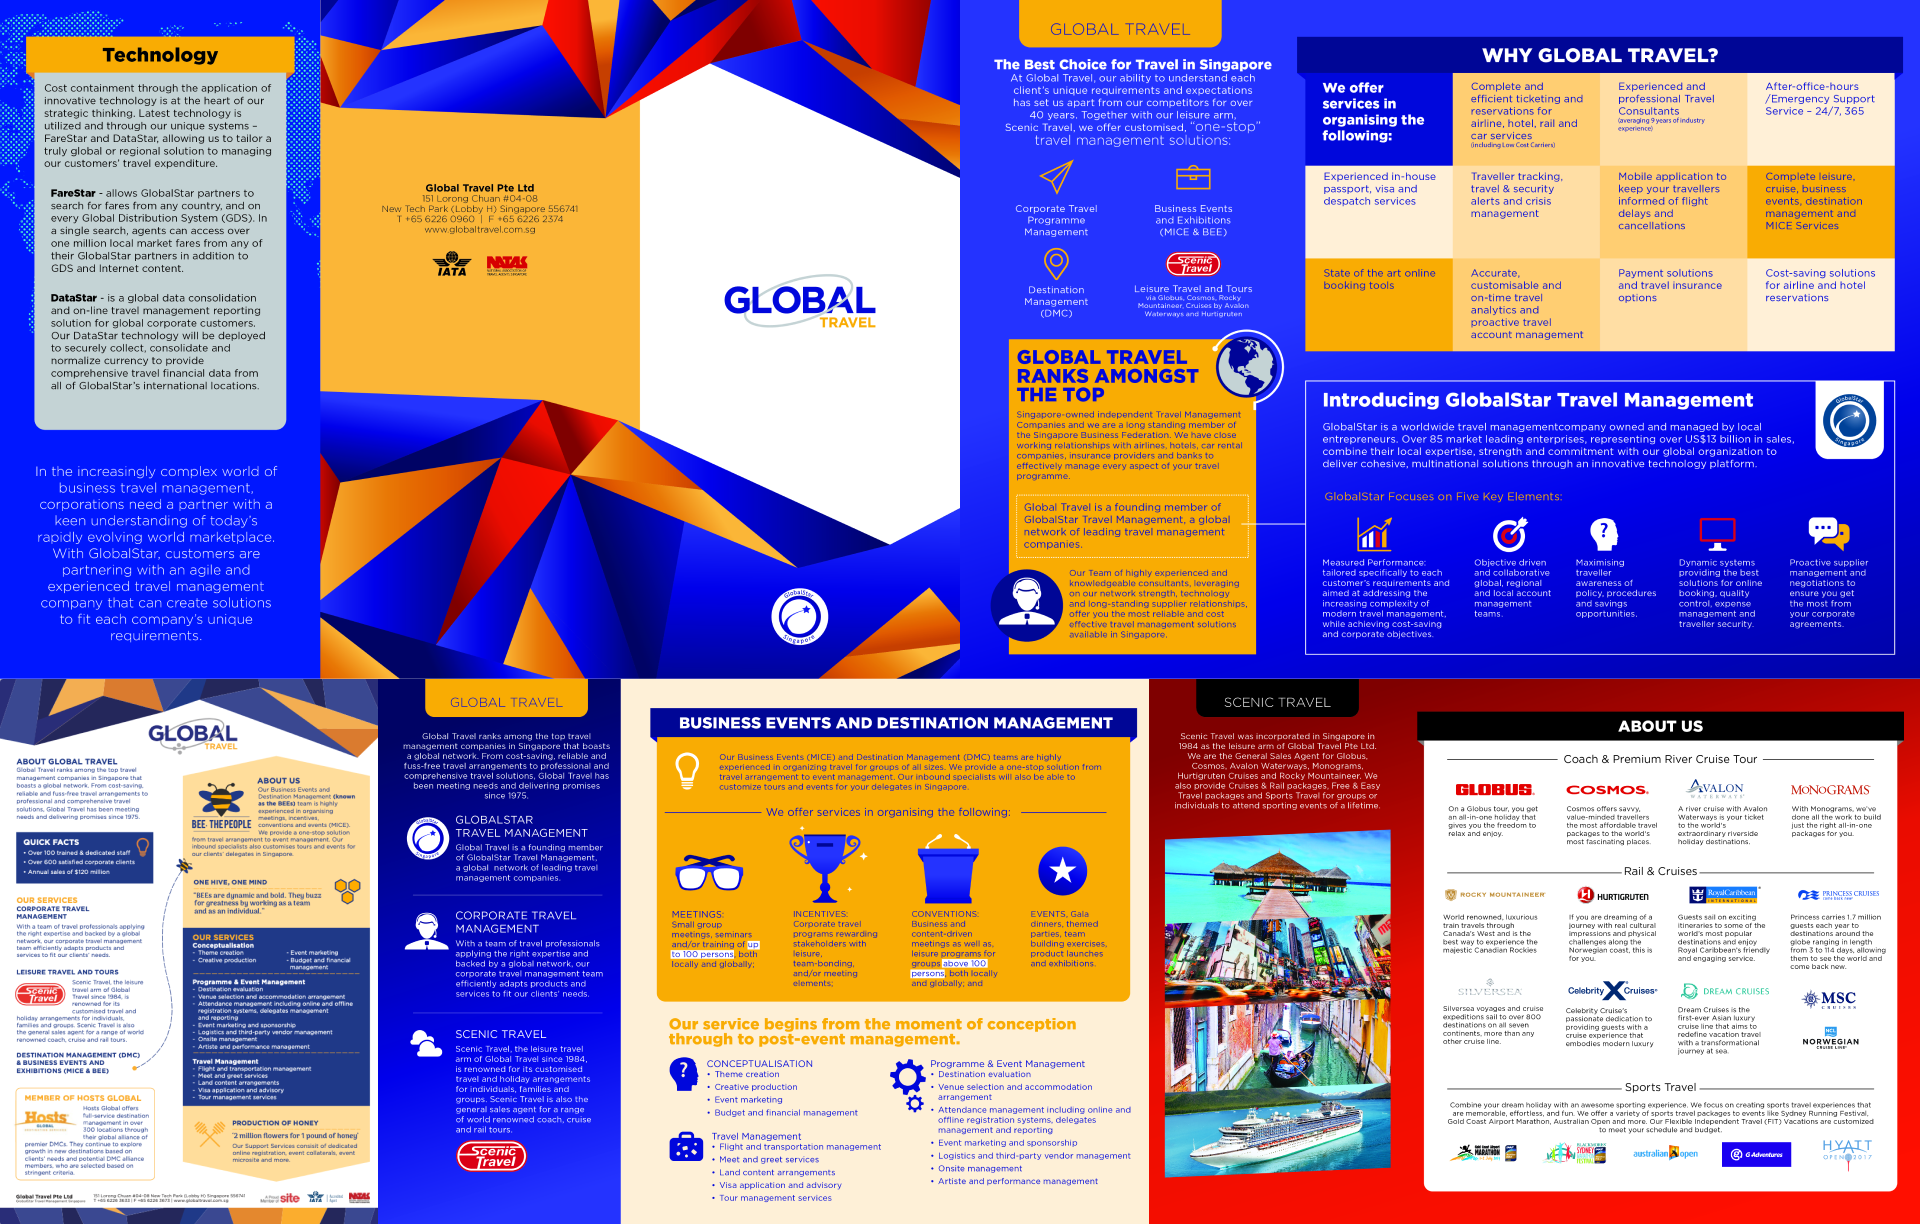 Technology
Cost containment through the application of
innovative technology is at the heart of our
strategic thinking. Latest technology is
utilized and through our unique systems –
FareStar and DataStar, allowing us to tailor a
truly global or regional solution to managing
our customers' travel expenditure.
FareStar - allows GlobalStar partners to
search for fares from any country, and on
every Global Distribution System (GDS). In
a single search, agents can access over
one million local market fares from any of
their GlobalStar partners in addition to
GDS and Internet content.
DataStar - is a global data consolidation
and on-line travel management reporting
solution for global corporate customers.
Our DataStar technology will be deployed
to securely collect, consolidate and
normalize currency to provide
comprehensive travel financial data from
all of GlobalStar's international locations.
In the increasingly complex world of
business travel management,
corporations need a partner with a
keen understanding of today's
rapidly evolving world marketplace.
With GlobalStar, customers are
partnering with an agile and
experienced travel management
company that can create solutions
to fit each company's unique
requirements.
Global Travel Pte Ltd
151 Lorong Chuan #04-08
New Tech Park (Lobby H) Singapore 556741
T +65 6226 0960 | F +65 6226 2374
www.globaltravel.com.sg
IATA
NATAS
GLOBAL
TRAVEL
GlobalStar
Singapore
GLOBAL TRAVEL
The Best Choice for Travel in Singapore
At Global Travel, our ability to understand each
client's unique requirements and expectations
has set us apart from our competitors for over
40 years. Together with our leisure arm,
Scenic Travel, we offer customised, "one-stop"
travel management solutions:
Corporate Travel
Programme
Management
Business Events
and Exhibitions
(MICE & BEE)
Destination
Management
(DMC)
Scenic
Travel
Leisure Travel and Tours
via Globus, Cosmos, Rocky
Mountaineer, Cruises by Avalon
Waterways and Hurtigruten
GLOBAL TRAVEL
RANKS AMONGST
THE TOP
Singapore-owned independent Travel Management
Companies and we are a long standing member of
the Singapore Business Federation. We have close
working relationships with airlines, hotels, car rental
companies, insurance providers and banks to
effectively manage every aspect of your travel
programme.
Global Travel is a founding member of
GlobalStar Travel Management, a global
network of leading travel management
companies.
Our Team of highly experienced and
knowledgeable consultants, leveraging
on our network strength, technology
and long-standing supplier relationships,
offer you the most reliable and cost
effective travel management solutions
available in Singapore.
WHY GLOBAL TRAVEL?
We offer
services in
organising the
following:
Complete and
efficient ticketing and
reservations for
airline, hotel, rail and
car services
(including Low Cost Carriers)
Experienced and
professional Travel
Consultants
(averaging 9 years of industry
experience)
After-office-hours
/Emergency Support
Service – 24/7, 365
Experienced in-house
passport, visa and
despatch services
Traveller tracking,
travel & security
alerts and crisis
management
Mobile application to
keep your travellers
informed of flight
delays and
cancellations
Complete leisure,
cruise, business
events, destination
management and
MICE Services
State of the art online
booking tools
Accurate,
customisable and
on-time travel
analytics and
proactive travel
account management
Payment solutions
and travel insurance
options
Cost-saving solutions
for airline and hotel
reservations
Introducing GlobalStar Travel Management
GlobalStar is a worldwide travel managementcompany owned and managed by local
entrepreneurs. Over 85 market leading enterprises, representing over US$13 billion in sales,
combine their local expertise, strength and commitment with our global organization to
deliver cohesive, multinational solutions through an innovative technology platform.
GlobalStar
Singapore
GlobalStar Focuses on Five Key Elements:
Measured Performance:
tailored specifically to each
customer's requirements and
aimed at addressing the
increasing complexity of
modern travel management,
while achieving cost-saving
and corporate objectives.
Objective driven
and collaborative
global, regional
and local account
management
teams.
Maximising
traveller
awareness of
policy, procedures
and savings
opportunities.
Dynamic systems
providing the best
solutions for online
booking, quality
control, expense
management and
traveller security.
Proactive supplier
management and
negotiations to
ensure you get
the most from
your corporate
agreements.
GLOBAL
TRAVEL
ABOUT GLOBAL TRAVEL
Global Travel ranks among the top travel
management companies in Singapore that
boasts a global network. From cost-saving,
reliable and fuss-free travel arrangements to
professional and comprehensive travel
solutions, Global Travel has been meeting
needs and delivering promises since 1975.
QUICK FACTS
• Over 100 trained & dedicated staff
• Over 600 satisfied corporate clients
• Annual sales of $120 million
OUR SERVICES
CORPORATE TRAVEL
MANAGEMENT
With a team of travel professionals applying
the right expertise and backed by a global
network, our corporate travel management
team efficiently adapts products and
services to fit our clients' needs.
LEISURE TRAVEL AND TOURS
Scenic
Travel
Scenic Travel, the leisure
travel arm of Global
Travel since 1984, is
renowned for its
customised travel and
holiday arrangements for individuals,
families and groups. Scenic Travel is also
the general sales agent for a range of world
renowned coach, cruise and rail tours.
DESTINATION MANAGEMENT (DMC)
& BUSINESS EVENTS AND
EXHIBITIONS (MICE & BEE)
MEMBER OF HOSTS GLOBAL
Hosts
GLOBAL
Hosts Global offers
full-service destination
management in over
300 locations through
their global alliance of
premier DMCs. They continue to explore
growth in new destinations based on
clients' needs and potential DMC alliance
members, who are selected based on
stringent criteria.
BEE-THE PEOPLE
ABOUT US
Our Business Events and
Destination Management (known
as the BEEs) team is highly
experienced in organising
meetings, incentives,
conventions and events (MICE).
We provide a one-stop solution
from travel arrangement to event management. Our
inbound specialists also customises tours and events for
our clients' delegates in Singapore.
ONE HIVE, ONE MIND
"BEEs are dynamic and bold. They buzz
for greatness by working as a team
and as an individual."
OUR SERVICES
Conceptualisation
- Theme creation
- Creative production
- Event marketing
- Budget and financial
management
Programme & Event Management
- Destination evaluation
- Venue selection and accommodation arrangement
- Attendance management including online and offline
registration systems, delegates management
and reporting
- Event marketing and sponsorship
- Logistics and third-party vendor management
- Onsite management
- Artiste and performance management
Travel Management
- Flight and transportation management
- Meet and greet services
- Land content arrangements
- Visa application and advisory
- Tour management services
PRODUCTION OF HONEY
'2 million flowers for 1 pound of honey'
Our Support Services consist of dedicated
online registration, event collaterals, event
microsite and more.
Global Travel Pte Ltd
151 Lorong Chuan #04-08 New Tech Park (Lobby H) Singapore 556741
site
IATA
NATAS
GLOBAL TRAVEL
Global Travel ranks among the top travel
management companies in Singapore that boasts
a global network. From cost-saving, reliable and
fuss-free travel arrangements to professional and
comprehensive travel solutions, Global Travel has
been meeting needs and delivering promises
since 1975.
GlobalStar
Singapore
GLOBALSTAR
TRAVEL MANAGEMENT
Global Travel is a founding member
of GlobalStar Travel Management,
a global network of leading travel
management companies.
CORPORATE TRAVEL
MANAGEMENT
With a team of travel professionals
applying the right expertise and
backed by a global network, our
corporate travel management team
efficiently adapts products and
services to fit our clients' needs.
SCENIC TRAVEL
Scenic Travel, the leisure travel
arm of Global Travel since 1984,
is renowned for its customised
travel and holiday arrangements
for individuals, families and
groups. Scenic Travel is also the
general sales agent for a range
of world renowned coach, cruise
and rail tours.
Scenic
Travel
BUSINESS EVENTS AND DESTINATION MANAGEMENT
Our Business Events (MICE) and Destination Management (DMC) teams are highly
experienced in organizing travel for groups of all sizes. We provide a one-stop solution from
travel arrangement to event management. Our inbound specialists will also be able to
customize tours and events for your delegates in Singapore.
We offer services in organising the following:
MEETINGS:
Small group
meetings, seminars
and/or training of up
to 100 persons, both
locally and globally;
INCENTIVES:
Corporate travel
programs rewarding
stakeholders with
leisure,
team-bonding,
and/or meeting
elements;
CONVENTIONS:
Business and
content-driven
meetings as well as,
leisure programs for
groups above 100
persons, both locally
and globally; and
EVENTS, Gala
dinners, themed
parties, team
building exercises,
product launches
and exhibitions.
Our service begins from the moment of conception
through to post-event management.
CONCEPTUALISATION
• Theme creation
• Creative production
• Event marketing
• Budget and financial management
Travel Management
• Flight and transportation management
• Meet and greet services
• Land content arrangements
• Visa application and advisory
• Tour management services
Programme & Event Management
• Destination evaluation
• Venue selection and accommodation
arrangement
• Attendance management including online and
offline registration systems, delegates
management and reporting
• Event marketing and sponsorship
• Logistics and third-party vendor management
• Onsite management
• Artiste and performance management
SCENIC TRAVEL
Scenic Travel was incorporated in Singapore in
1984 as the leisure arm of Global Travel Pte Ltd.
We are the General Sales Agent for Globus,
Cosmos, Avalon Waterways, Monograms,
Hurtigruten Cruises and Rocky Mountaineer. We
also provide Cruises & Rail packages, Free & Easy
Travel packages and Sports Travel for groups or
individuals to attend sporting events of a lifetime.
ABOUT US
Coach & Premium River Cruise Tour
GLOBUS.
On a Globus tour, you get
an all-in-one holiday that
gives you the freedom to
relax and enjoy.
COSMOS.
Cosmos offers savvy,
value-minded travellers
the most affordable travel
packages to the world's
most fascinating places.
AVALON
WATERWAYS
A river cruise with Avalon
Waterways is your ticket
to the world's
extraordinary riverside
holiday destinations.
MONOGRAMS
With Monograms, we've
done all the work to build
just the right all-in-one
packages for you.
Rail & Cruises
ROCKY MOUNTAINEER
World renowned, luxurious
train travels through
Canada's West and is the
best way to experience the
majestic Canadian Rockies
HURTIGRUTEN
If you are dreaming of a
journey with real cultural
impressions and physical
challenges along the
Norwegian coast, this is
for you.
RoyalCaribbean
INTERNATIONAL
Guests sail on exciting
itineraries to some of the
world's most popular
destinations and enjoy
Royal Caribbean's friendly
and engaging service.
PRINCESS CRUISES
come back new
Princess carries 1.7 million
guests each year to
destinations around the
globe ranging in length
from 3 to 114 days, allowing
them to see the world and
come back new.
SILVERSEA
Silversea voyages and cruise
expeditions sail to over 800
destinations on all seven
continents, more than any
other cruise line.
Celebrity X Cruises
Celebrity Cruise's
passionate dedication to
providing guests with a
cruise experience that
embodies modern luxury
DREAM CRUISES
Dream Cruises is the
first-ever Asian luxury
cruise line that aims to
redefine vacation travel
with a transformational
journey at sea.
MSC
CRUISES
NCL
NORWEGIAN
CRUISE LINE
Sports Travel
Combine your dream holiday with an awesome sporting experience. We focus on creating sports travel experiences that
are memorable, effortless, and fun. We offer a variety of sports travel packages to events like Sydney Running Festival,
Gold Coast Airport Marathon, Australian Open and more. Our Flexible Independent Travel (FIT) Vacations are customized
to meet your schedule and budget.
MARATHON
SYDNEY
australian open
G Adventures
HYATT
OPEN 2017